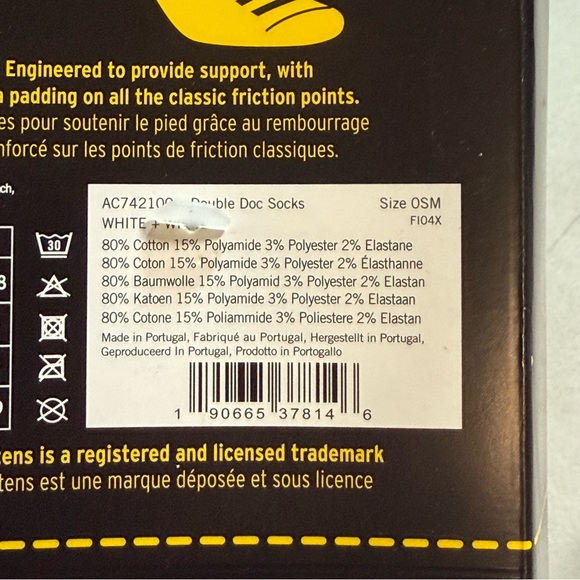 Engineered to provide support, with
padding on all the classic friction points.
es pour soutenir le pied grâce au rembourrage
nforcé sur les points de friction classiques.
ch,
AC74210 Double Doc Socks Size OSM
WHITE + FI04X
30
80% Cotton 15% Polyamide 3% Polyester 2% Elastane
80% Coton 15% Polyamide 3% Polyester 2% Élasthanne
80% Baumwolle 15% Polyamid 3% Polyester 2% Elastan
80% Katoen 15% Polyamide 3% Polyester 2% Elastaan
80% Cotone 15% Poliammide 3% Poliestere 2% Elastan
Made in Portugal, Fabriqué au Portugal, Hergestellt in Portugal,
Geproduceerd In Portugal, Prodotto in Portogallo
1 90665 37814 6
tens is a registered and licensed trademark
tens est une marque déposée et sous licence